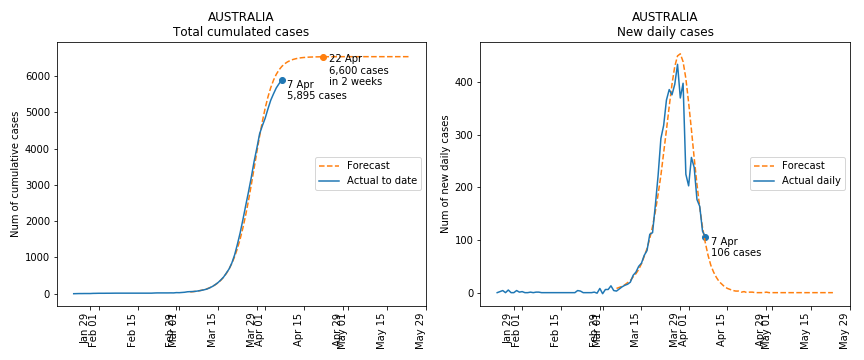 AUSTRALIA
Total cumulated cases
Num of cumulative cases
6000
5000
4000
3000
2000
1000
0
22 Apr
6,600 cases
in 2 weeks
7 Apr
5,895 cases
Forecast
Actual to date
Jan 29
Feb 01
Feb 15
Feb 29
Mar 01
Mar 15
Mar 29
Apr 01
Apr 15
Apr 29
May 01
May 15
May 29
AUSTRALIA
New daily cases
Num of new daily cases
400
300
200
100
0
Forecast
Actual daily
7 Apr
106 cases
Jan 29
Feb 01
Feb 15
Feb 29
Mar 01
Mar 15
Mar 29
Apr 01
Apr 15
Apr 29
May 01
May 15
May 29